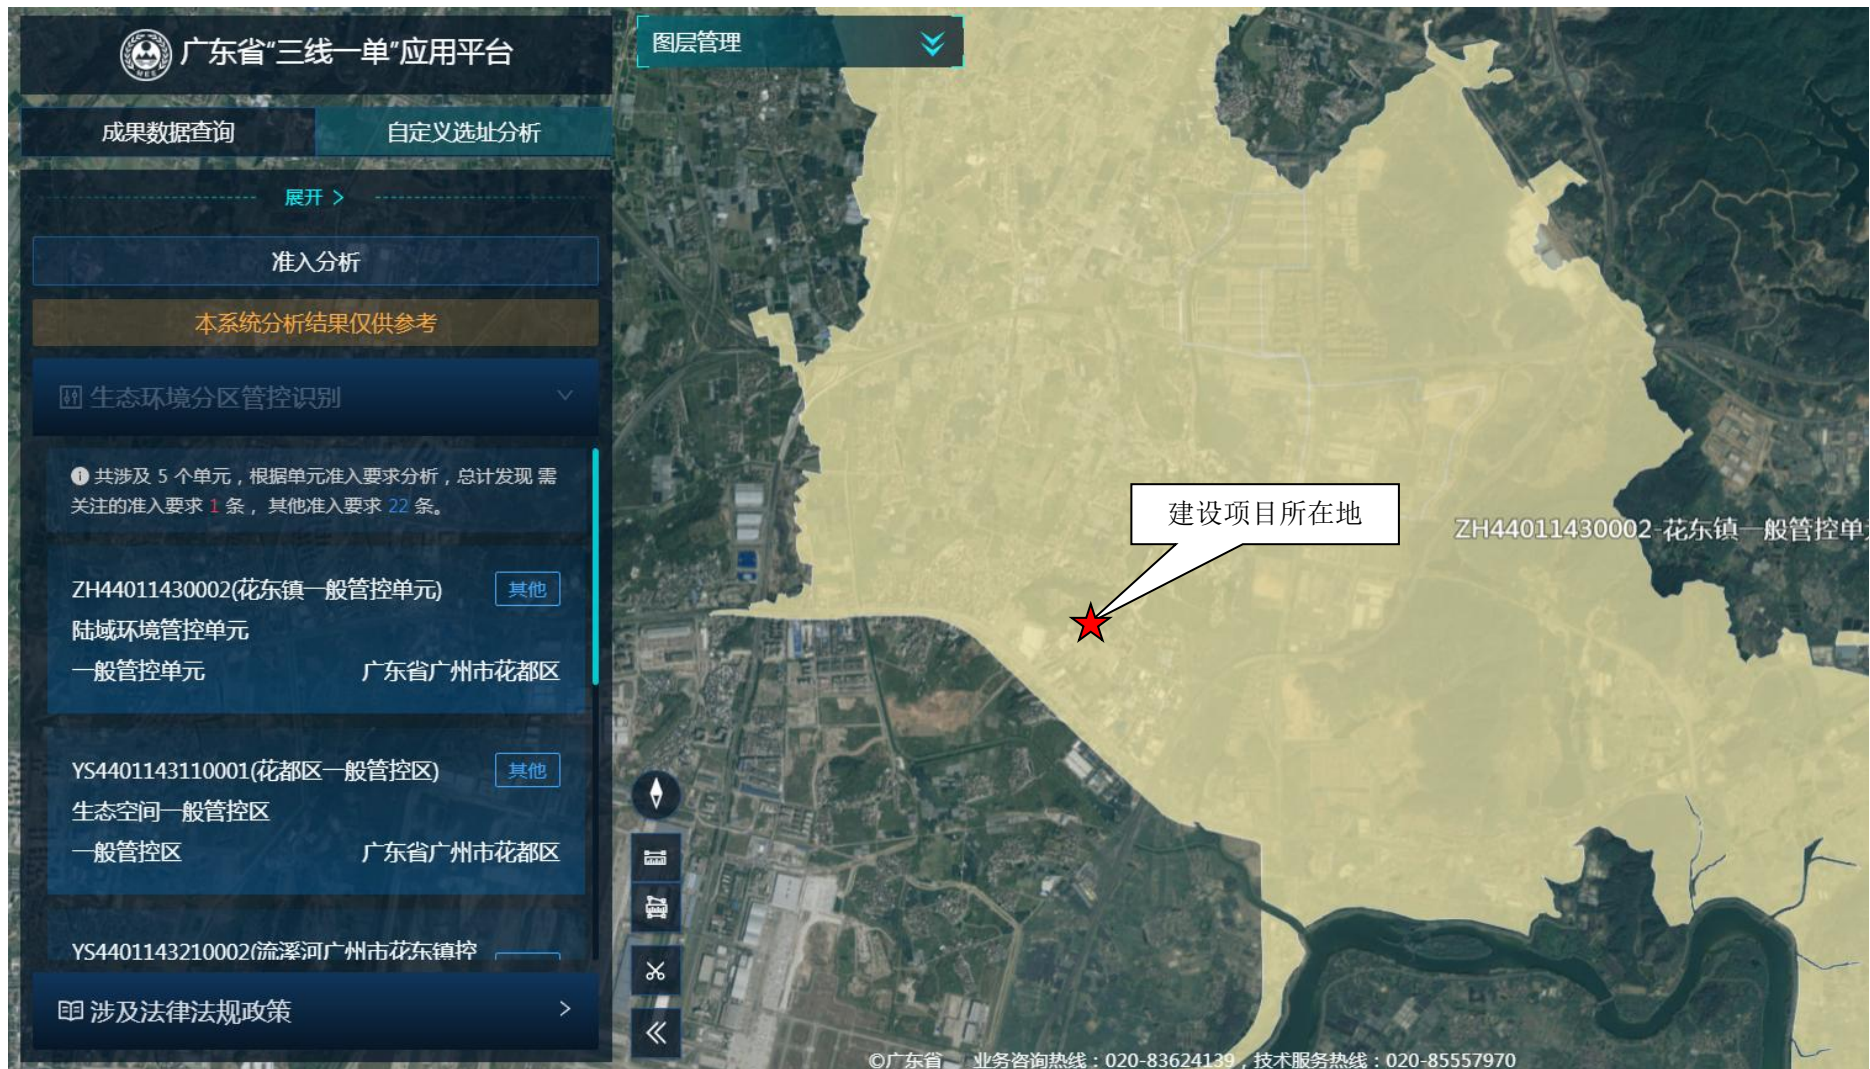 广东省“三线一单”应用平台
成果数据查询
自定义选址分析
展开 >
准入分析
本系统分析结果仅供参考
生态环境分区管控识别
共涉及 5 个单元，根据单元准入要求分析，总计发现 需
关注的准入要求 1 条， 其他准入要求 22 条。
ZH44011430002(花东镇一般管控单元)
其他
陆域环境管控单元
一般管控单元
广东省广州市花都区
YS4401143110001(花都区一般管控区)
其他
生态空间一般管控区
一般管控区
广东省广州市花都区
YS4401143210002(流溪河广州市花东镇控
涉及法律法规政策
图层管理
建设项目所在地
ZH44011430002-花东镇一般管控单
©广东省 业务咨询热线：020-83624139，技术服务热线：020-85557970